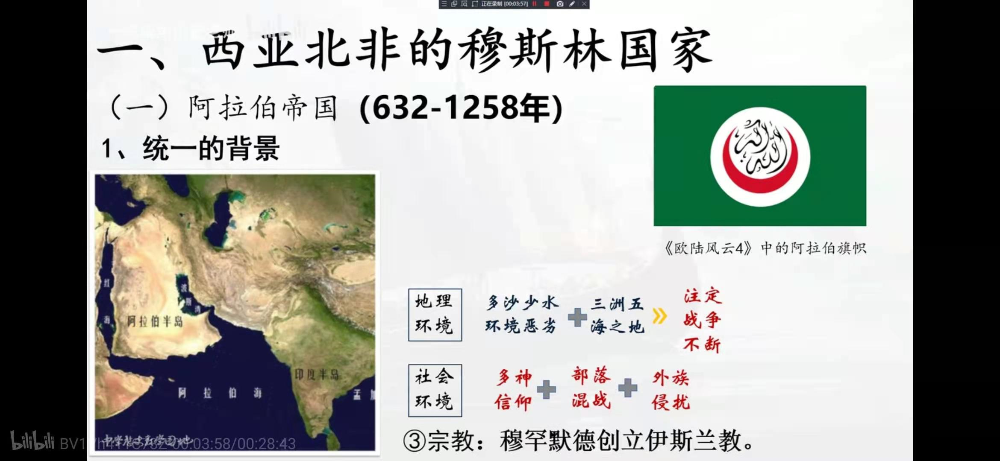 正在录制 [00:03:57]
一、西亚北非的穆斯林国家
（一）阿拉伯帝国 (632-1258年)
1、统一的背景
《欧陆风云4》中的阿拉伯旗帜
红海
波斯湾
阿拉伯半岛
印度半岛
阿拉伯海
孟加
地理
环境
多沙少水
环境恶劣
三洲五
海之地
注定
战争
不断
社会
环境
多神
信仰
部落
混战
外族
侵扰
③宗教：穆罕默德创立伊斯兰教。
中学历史教学园地
bilibili 00:03:58/00:28:43